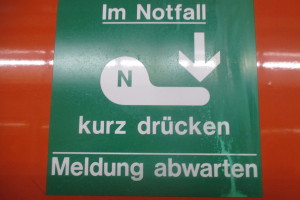 Im Notfall
N
kurz drücken
Meldung abwarten